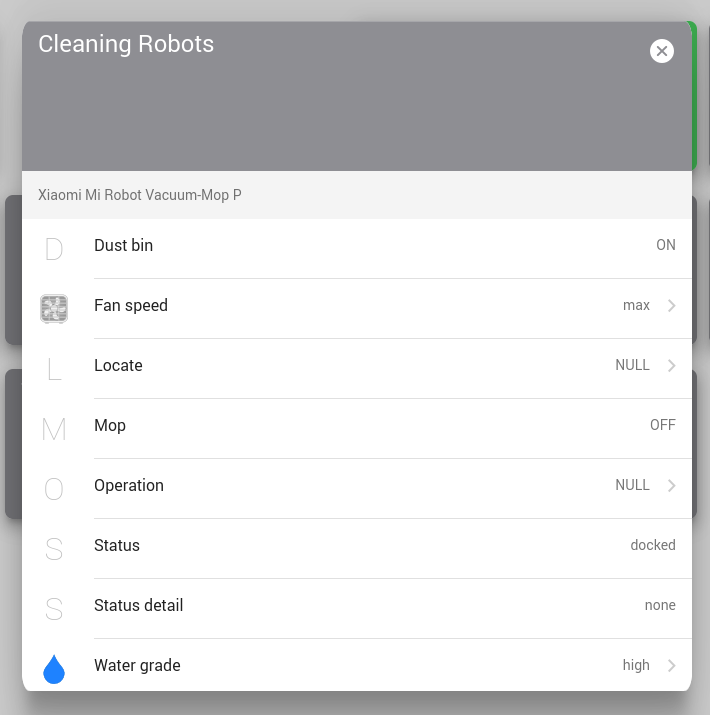 Cleaning Robots
Xiaomi Mi Robot Vacuum-Mop P
D Dust bin ON
Fan speed max
L Locate NULL
M Mop OFF
O Operation NULL
S Status docked
S Status detail none
Water grade high